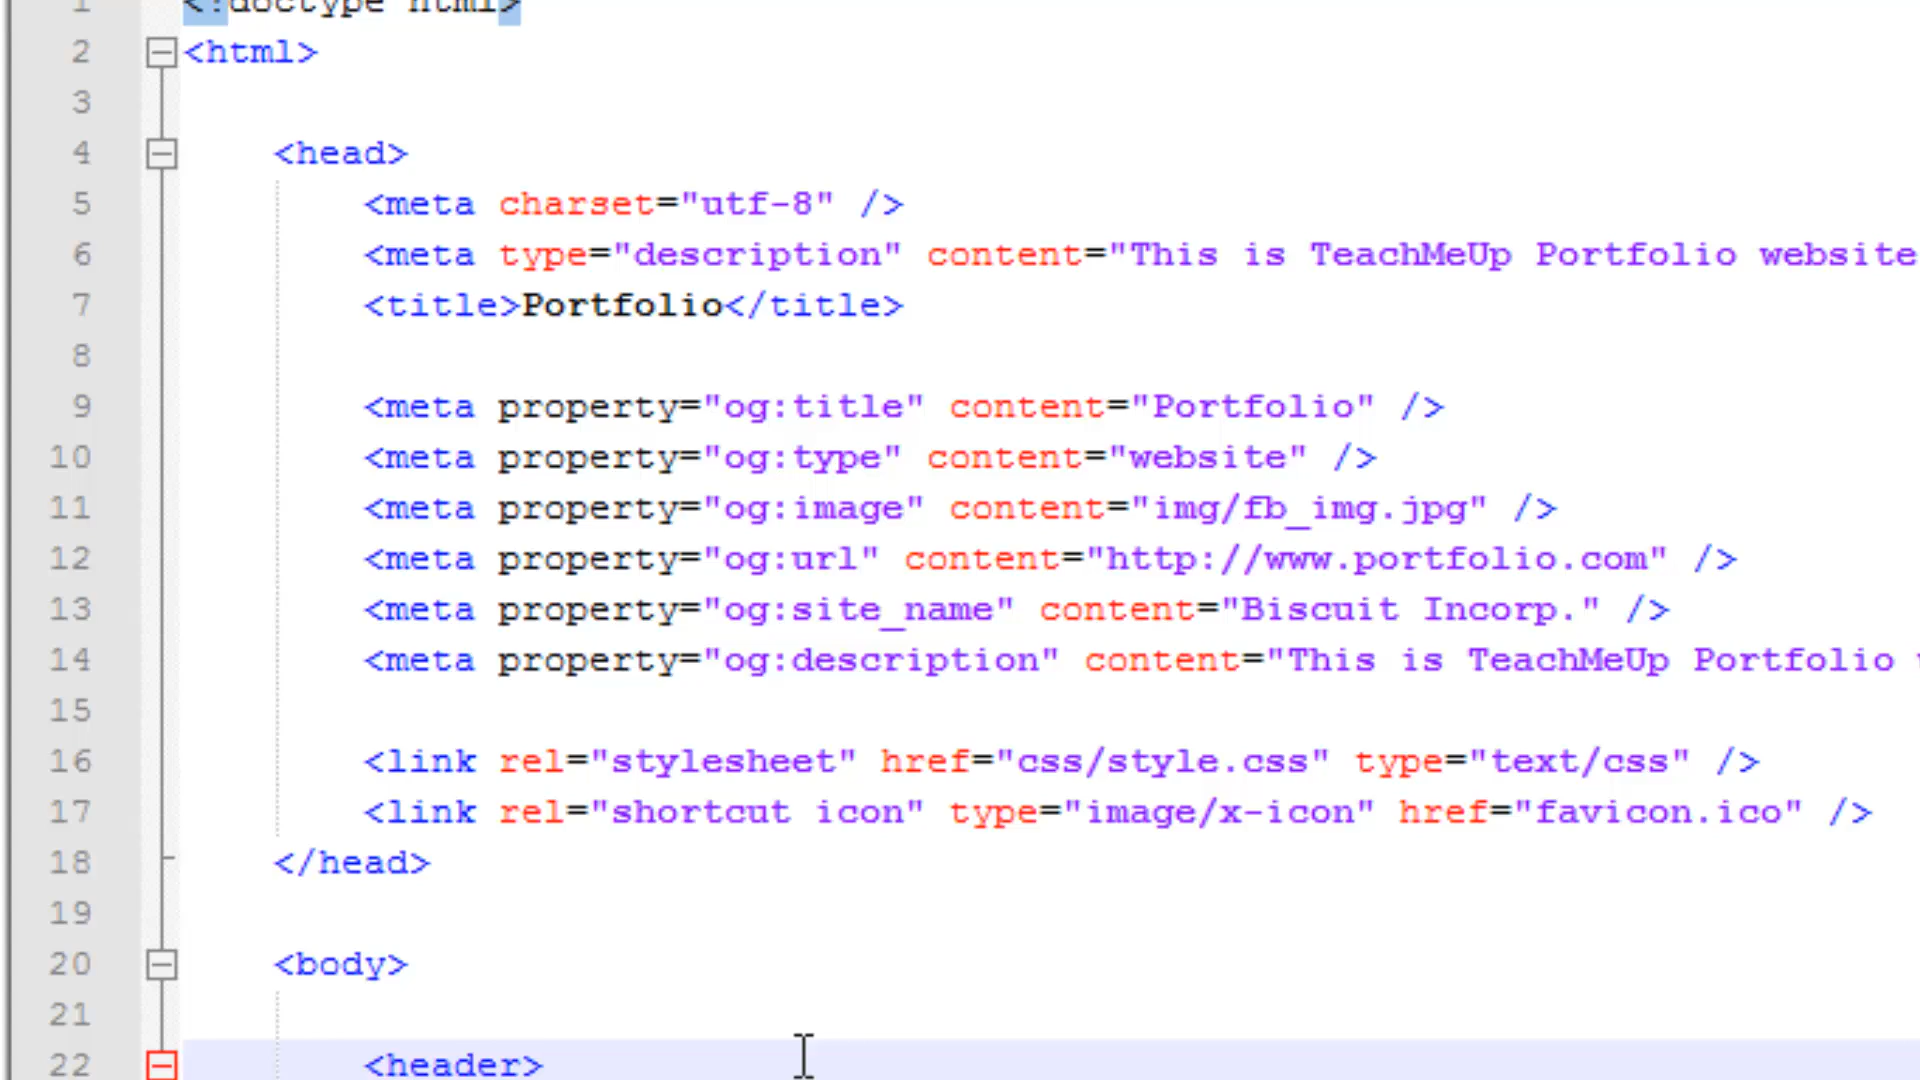 1 <!doctype html>
2 <html>
3
4 <head>
5 <meta charset="utf-8" />
6 <meta type="description" content="This is TeachMeUp Portfolio website
7 <title>Portfolio</title>
8
9 <meta property="og:title" content="Portfolio" />
10 <meta property="og:type" content="website" />
11 <meta property="og:image" content="img/fb_img.jpg" />
12 <meta property="og:url" content="http://www.portfolio.com" />
13 <meta property="og:site_name" content="Biscuit Incorp." />
14 <meta property="og:description" content="This is TeachMeUp Portfolio
15
16 <link rel="stylesheet" href="css/style.css" type="text/css" />
17 <link rel="shortcut icon" type="image/x-icon" href="favicon.ico" />
18 </head>
19
20 <body>
21
22 <header>